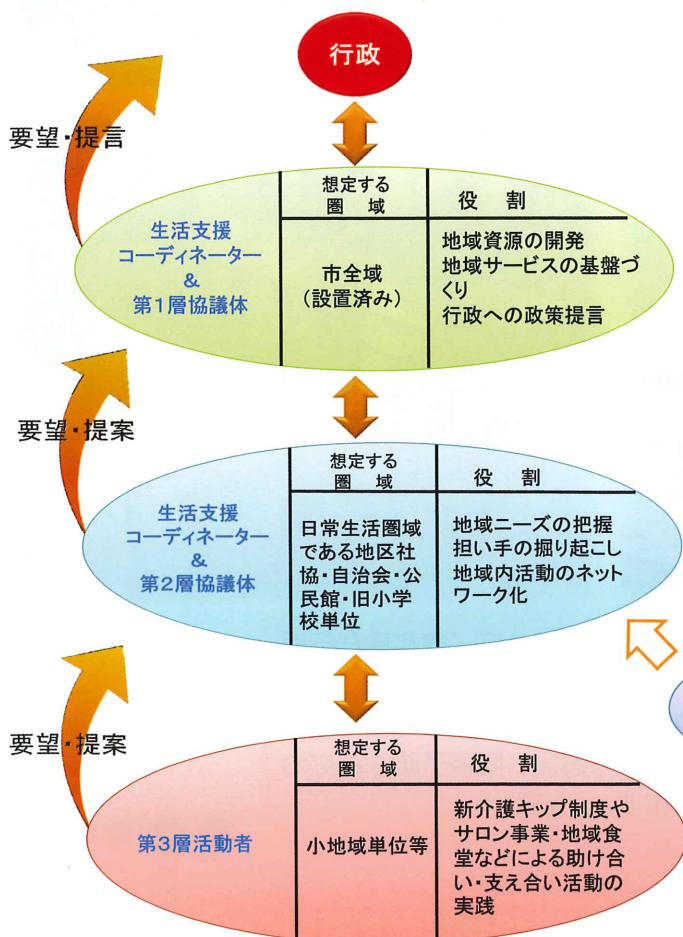 行政
要望・提言
生活支援
コーディネーター
&
第1層協議体
想定する
圏 域
役 割
市全域
(設置済み)
地域資源の開発
地域サービスの基盤づ
くり
行政への政策提言
要望・提案
生活支援
コーディネーター
&
第2層協議体
想定する
圏 域
役 割
日常生活圏域
である地区社
協・自治会・公
民館・旧小学
校単位
地域ニーズの把握
担い手の掘り起こし
地域内活動のネット
ワーク化
要望・提案
第3層活動者
想定する
圏 域
役 割
小地域単位等
新介護キップ制度や
サロン事業・地域食
堂などによる助け合
い・支え合い活動の
実践